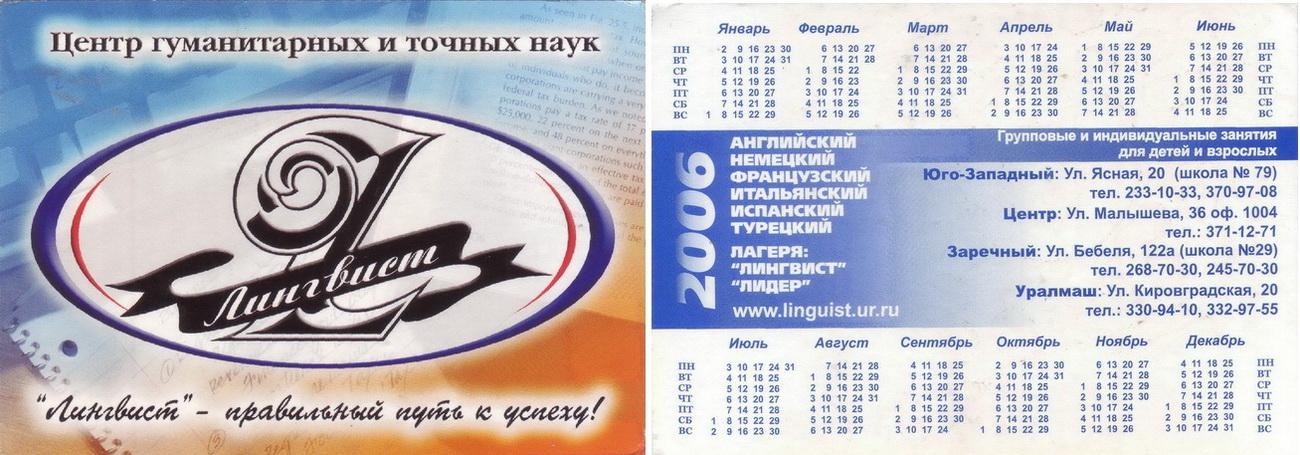 Центр гуманитарных и точных наук
Лингвист
"Лингвист" - правильный путь к успеху!
Январь Февраль Март Апрель Май Июнь
ПН 2 9 16 23 30 6 13 20 27 6 13 20 27 3 10 17 24 1 8 15 22 29 5 12 19 26 ПН
ВТ 3 10 17 24 31 7 14 21 28 7 14 21 28 4 11 18 25 2 9 16 23 30 6 13 20 27 ВТ
СР 4 11 18 25 1 8 15 22 1 8 15 22 29 5 12 19 26 3 10 17 24 31 7 14 21 28 СР
ЧТ 5 12 19 26 2 9 16 23 2 9 16 23 30 6 13 20 27 4 11 18 25 1 8 15 22 29 ЧТ
ПТ 6 13 20 27 3 10 17 24 3 10 17 24 31 7 14 21 28 5 12 19 26 2 9 16 23 30 ПТ
СБ 7 14 21 28 4 11 18 25 4 11 18 25 1 8 15 22 29 6 13 20 27 3 10 17 24 СБ
ВС 1 8 15 22 29 5 12 19 26 5 12 19 26 2 9 16 23 30 7 14 21 28 4 11 18 25 ВС
2006
АНГЛИЙСКИЙ
НЕМЕЦКИЙ
ФРАНЦУЗСКИЙ
ИТАЛЬЯНСКИЙ
ИСПАНСКИЙ
ТУРЕЦКИЙ
ЛАГЕРЯ:
"ЛИНГВИСТ"
"ЛИДЕР"
www.linguist.ur.ru
Групповые и индивидуальные занятия
для детей и взрослых
Юго-Западный: Ул. Ясная, 20 (школа № 79)
тел. 233-10-33, 370-97-08
Центр: Ул. Малышева, 36 оф. 1004
тел.: 371-12-71
Заречный: Ул. Бебеля, 122а (школа №29)
тел. 268-70-30, 245-70-30
Уралмаш: Ул. Кировградская, 20
тел.: 330-94-10, 332-97-55
Июль Август Сентябрь Октябрь Ноябрь Декабрь
ПН 3 10 17 24 31 7 14 21 28 4 11 18 25 2 9 16 23 30 6 13 20 27 4 11 18 25 ПН
ВТ 4 11 18 25 1 8 15 22 29 5 12 19 26 3 10 17 24 31 7 14 21 28 5 12 19 26 ВТ
СР 5 12 19 26 2 9 16 23 30 6 13 20 27 4 11 18 25 1 8 15 22 29 6 13 20 27 СР
ЧТ 6 13 20 27 3 10 17 24 31 7 14 21 28 5 12 19 26 2 9 16 23 30 7 14 21 28 ЧТ
ПТ 7 14 21 28 4 11 18 25 1 8 15 22 29 6 13 20 27 3 10 17 24 1 8 15 22 29 ПТ
СБ 1 8 15 22 29 5 12 19 26 2 9 16 23 30 7 14 21 28 4 11 18 25 2 9 16 23 30 СБ
ВС 2 9 16 23 30 6 13 20 27 3 10 17 24 1 8 15 22 29 5 12 19 26 3 10 17 24 31 ВС